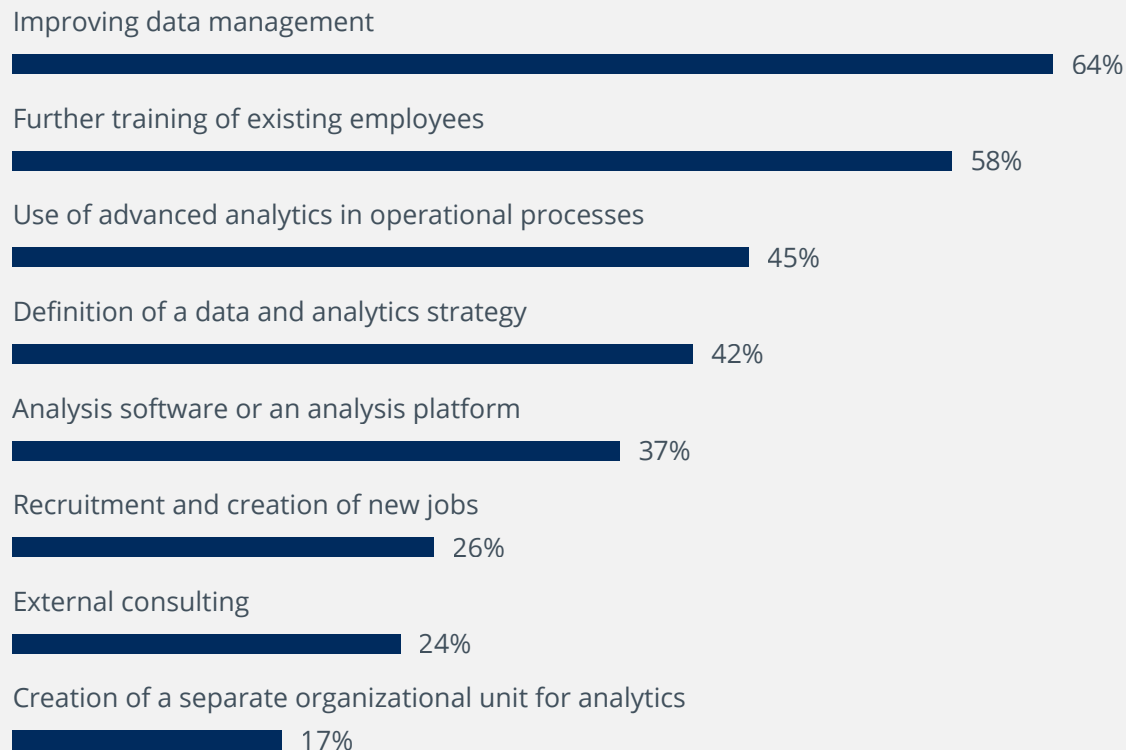 Improving data management
64%
Further training of existing employees
58%
Use of advanced analytics in operational processes
45%
Definition of a data and analytics strategy
42%
Analysis software or an analysis platform
37%
Recruitment and creation of new jobs
26%
External consulting
24%
Creation of a separate organizational unit for analytics
17%